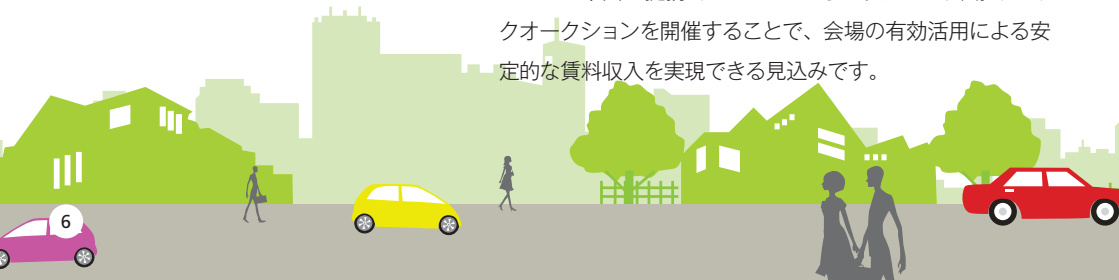 クオークションを開催することで、会場の有効活用による安
定的な賃料収入を実現できる見込みです。
6